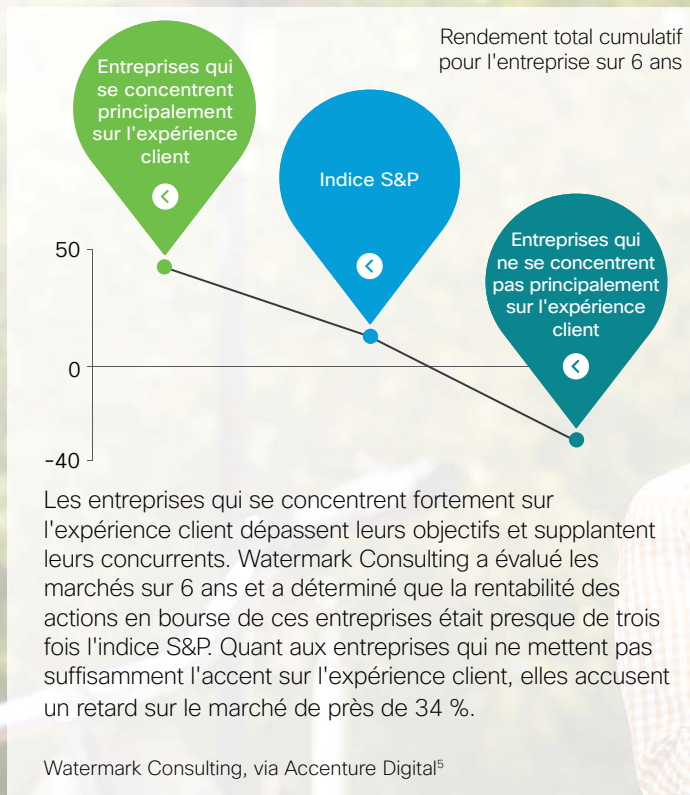 Rendement total cumulatif
pour l'entreprise sur 6 ans
Entreprises qui
se concentrent
principalement
sur l'expérience
client
Indice S&P
Entreprises qui
ne se concentrent
pas principalement
sur l'expérience
client
50
0
-40
Les entreprises qui se concentrent fortement sur
l'expérience client dépassent leurs objectifs et supplantent
leurs concurrents. Watermark Consulting a évalué les
marchés sur 6 ans et a déterminé que la rentabilité des
actions en bourse de ces entreprises était presque de trois
fois l'indice S&P. Quant aux entreprises qui ne mettent pas
suffisamment l'accent sur l'expérience client, elles accusent
un retard sur le marché de près de 34 %.
Watermark Consulting, via Accenture Digital⁵